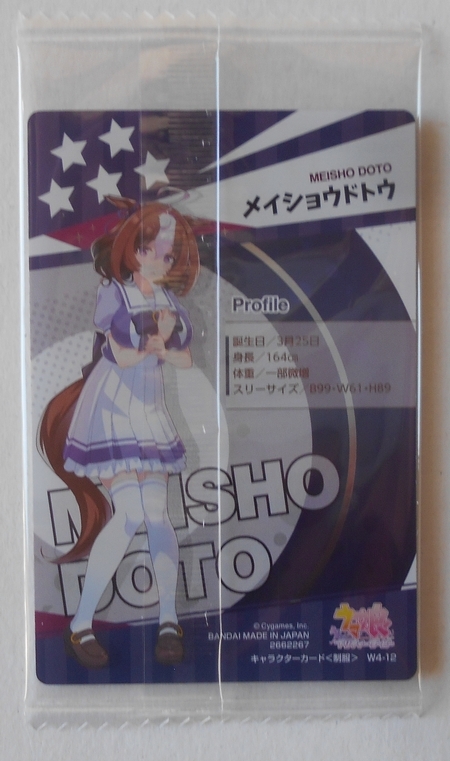 MEISHO DOTO
メイショウドトウ
Profile
誕生日／3月25日
身長／164cm
体重／一部微増
スリーサイズ／B99・W61・H89
MEISHO
DOTO
© Cygames, Inc.
BANDAI MADE IN JAPAN
2662267
キャラクターカード<制服> W4-12
ウマ娘